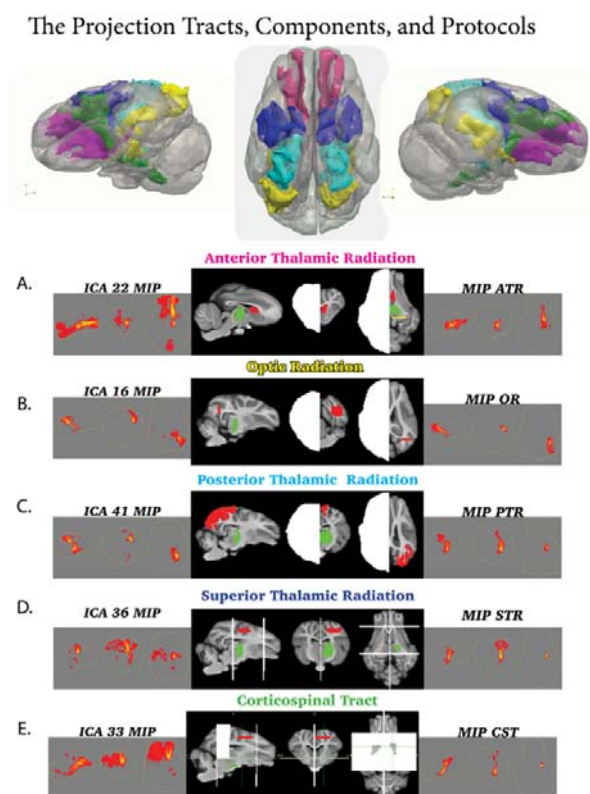 The Projection Tracts, Components, and Protocols
Anterior Thalamic Radiation
A.
ICA 22 MIP
MIP ATR
Optic Radiation
B.
ICA 16 MIP
MIP OR
Posterior Thalamic Radiation
C.
ICA 41 MIP
MIP PTR
Superior Thalamic Radiation
D.
ICA 36 MIP
MIP STR
Corticospinal Tract
E.
ICA 33 MIP
MIP CST